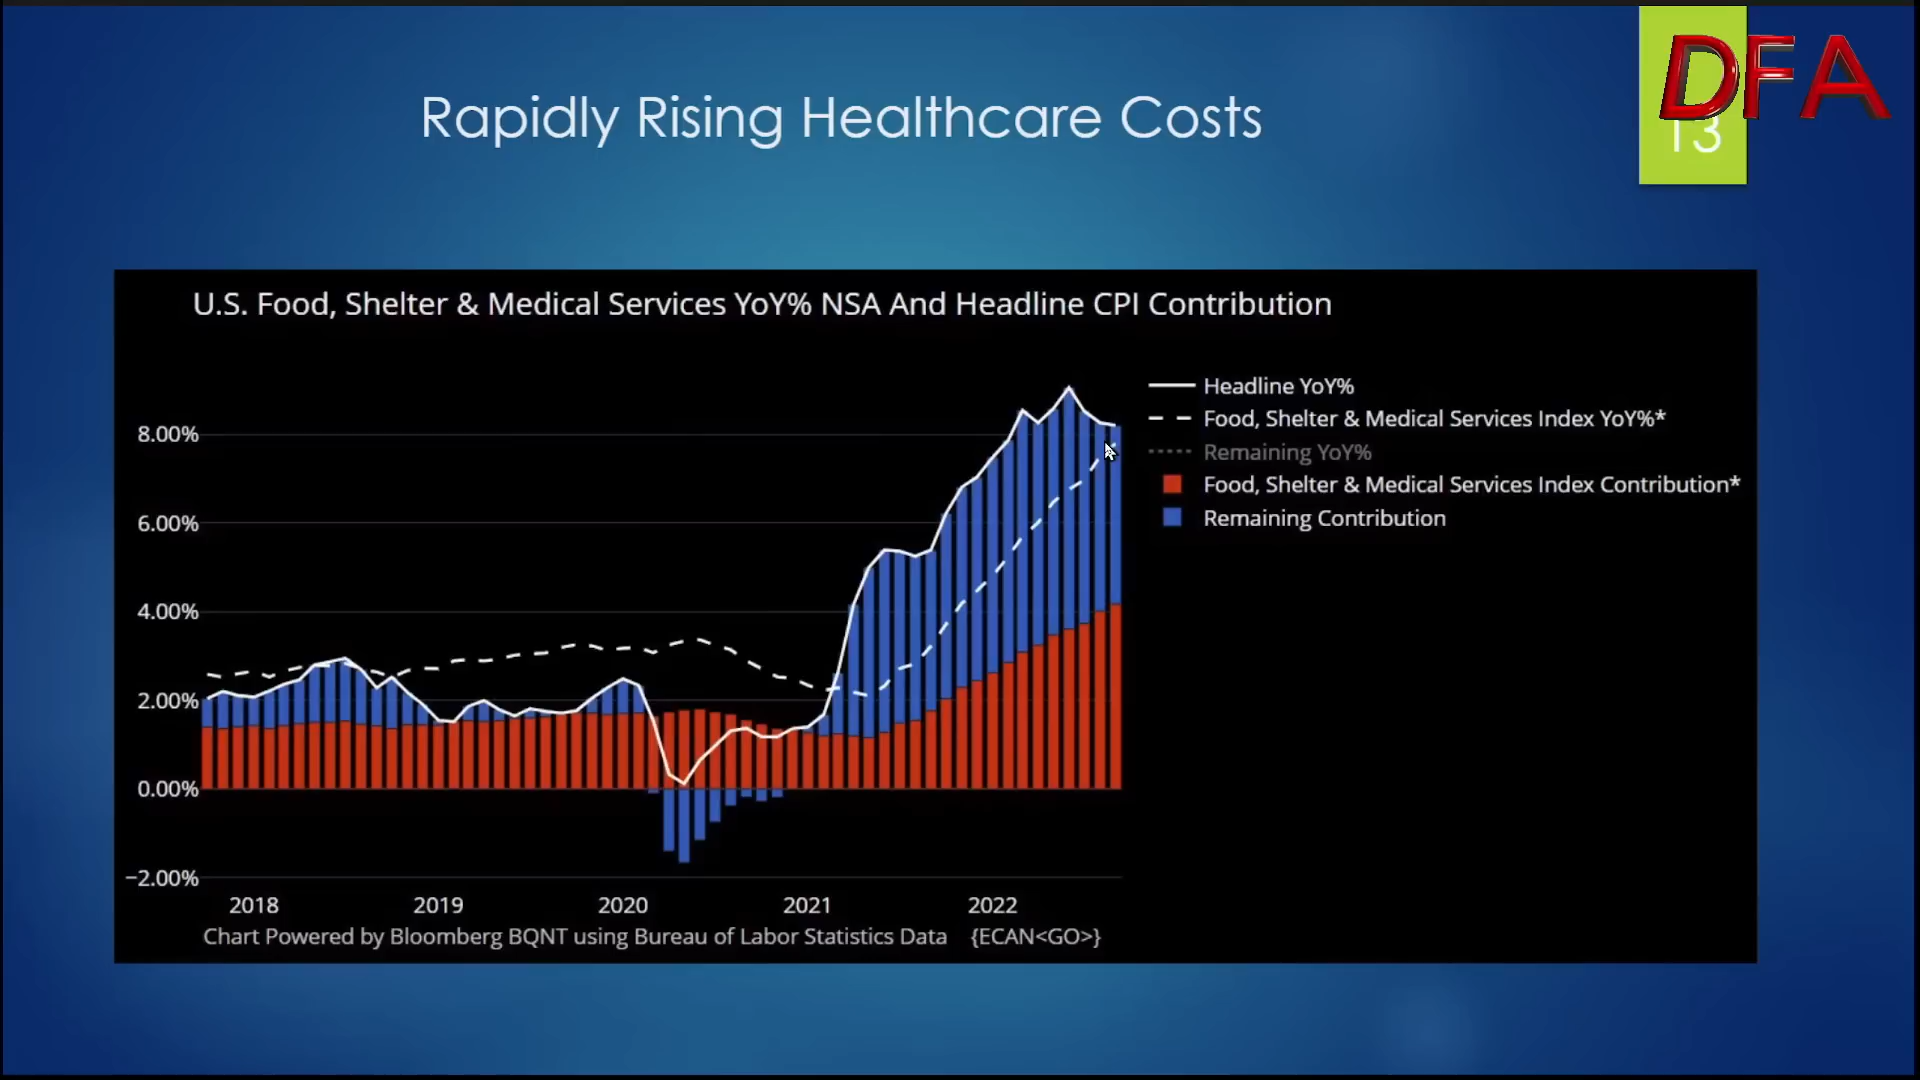 DFA
Rapidly Rising Healthcare Costs
13
U.S. Food, Shelter & Medical Services YoY% NSA And Headline CPI Contribution
Headline YoY%
Food, Shelter & Medical Services Index YoY%*
Remaining YoY%
Food, Shelter & Medical Services Index Contribution*
Remaining Contribution
8.00%
6.00%
4.00%
2.00%
0.00%
−2.00%
2018 2019 2020 2021 2022
Chart Powered by Bloomberg BQNT using Bureau of Labor Statistics Data {ECAN<GO>}